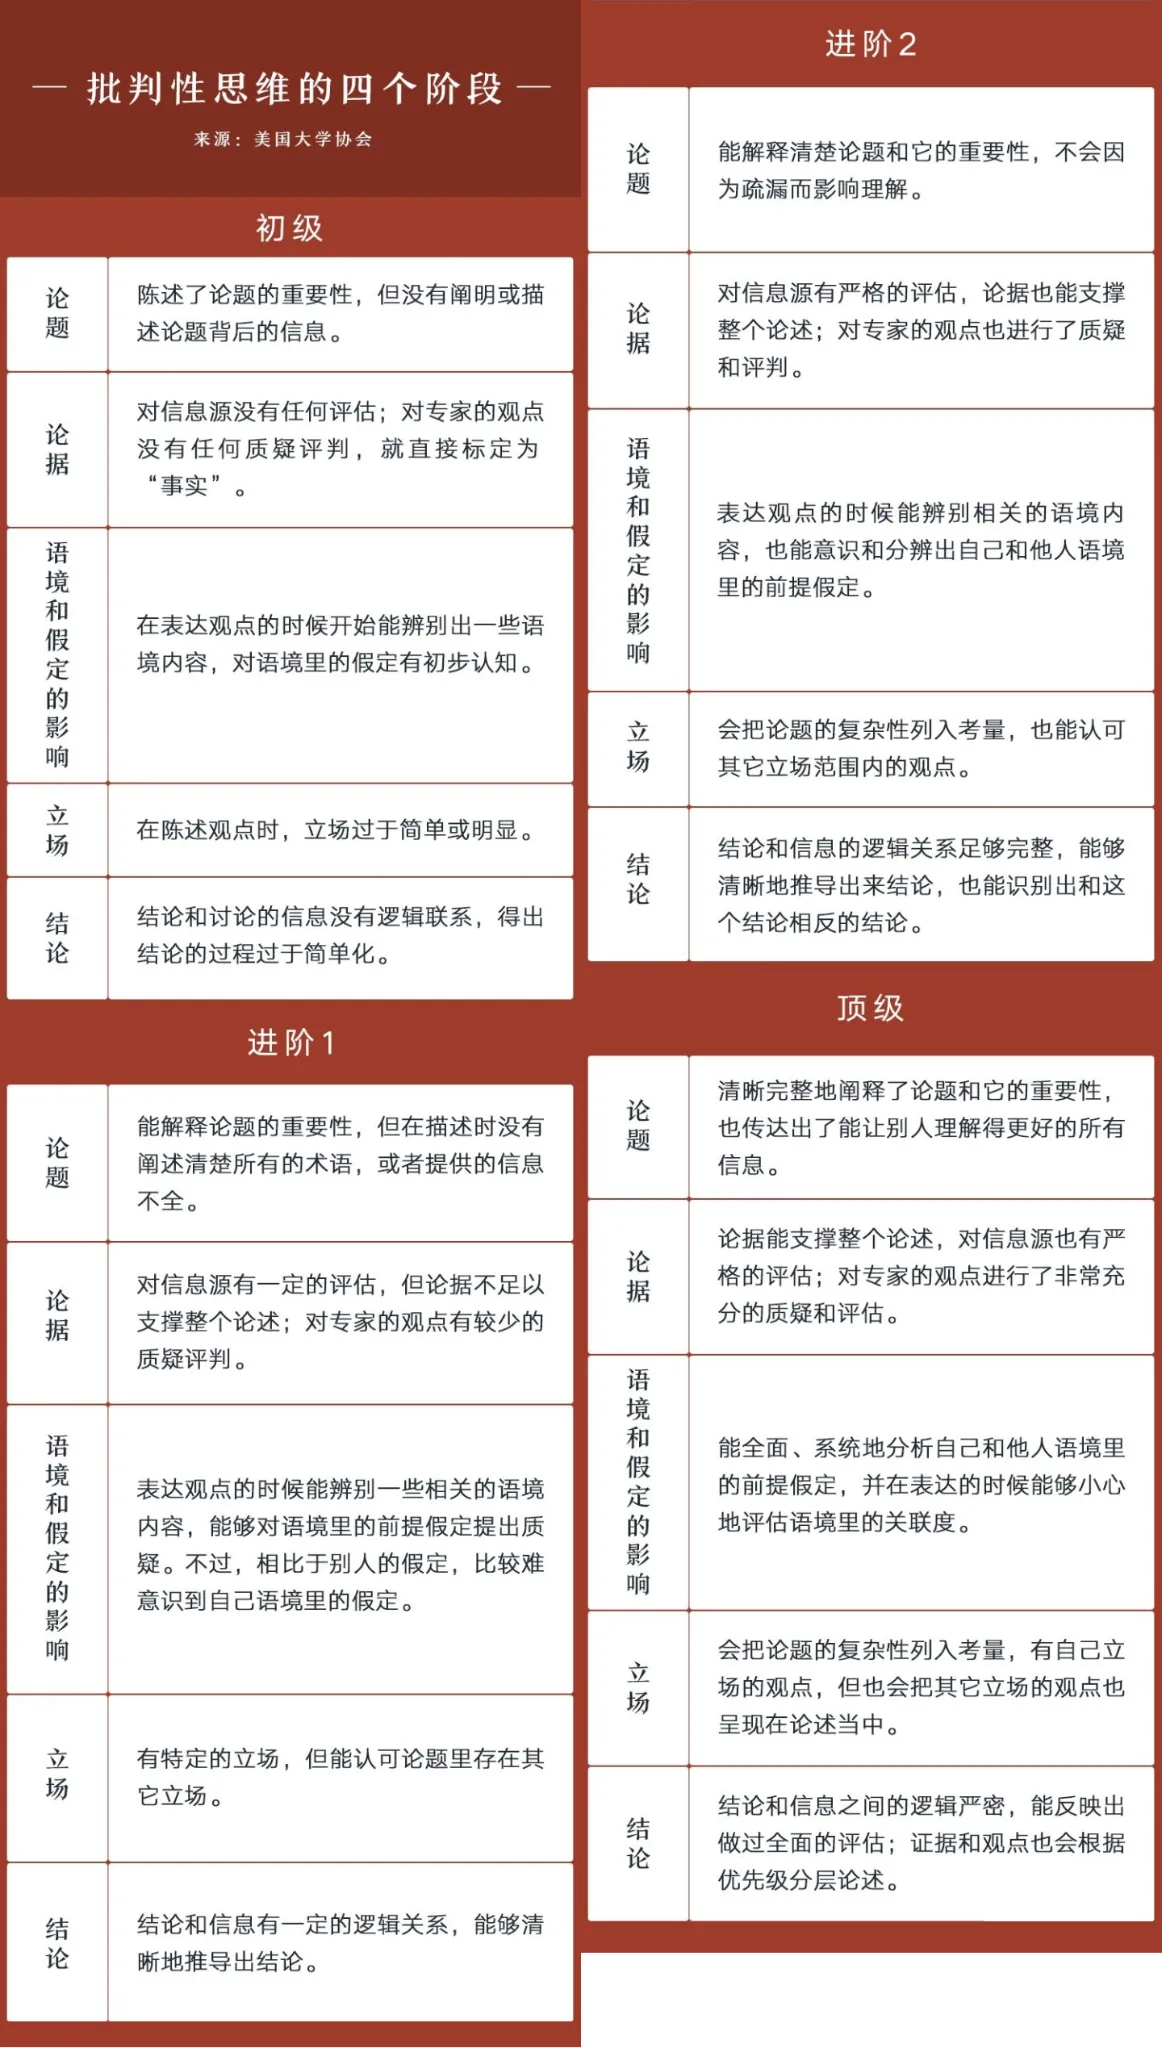 批判性思维的四个阶段
来源：美国大学协会
初级
论题
陈述了论题的重要性，但没有阐明或描
述论题背后的信息。
论据
对信息源没有任何评估；对专家的观点
没有任何质疑评判，就直接标定为
“事实”。
语境和假定的影响
在表达观点的时候开始能辨别出一些语
境内容，对语境里的假定有初步认知。
立场
在陈述观点时，立场过于简单或明显。
结论
结论和讨论的信息没有逻辑联系，得出
结论的过程过于简单化。
进阶1
论题
能解释论题的重要性，但在描述时没有
阐述清楚所有的术语，或者提供的信息
不全。
论据
对信息源有一定的评估，但论据不足以
支撑整个论述；对专家的观点有较少的
质疑评判。
语境和假定的影响
表达观点的时候能辨别一些相关的语境
内容，能够对语境里的前提假定提出质
疑。不过，相比于别人的假定，比较难
意识到自己语境里的假定。
立场
有特定的立场，但能认可论题里存在其
它立场。
结论
结论和信息有一定的逻辑关系，能够清
晰地推导出结论。
进阶2
论题
能解释清楚论题和它的重要性，不会因
为疏漏而影响理解。
论据
对信息源有严格的评估，论据也能支撑
整个论述；对专家的观点也进行了质疑
和评判。
语境和假定的影响
表达观点的时候能辨别相关的语境内
容，也能意识和分辨出自己和他人语境
里的前提假定。
立场
会把论题的复杂性列入考量，也能认可
其它立场范围内的观点。
结论
结论和信息的逻辑关系足够完整，能够
清晰地推导出来结论，也能识别出和这
个结论相反的结论。
顶级
论题
清晰完整地阐释了论题和它的重要性，
也传达出了能让别人理解得更好的所有
信息。
论据
论据能支撑整个论述，对信息源也有严
格的评估；对专家的观点进行了非常充
分的质疑和评估。
语境和假定的影响
能全面、系统地分析自己和他人语境里
的前提假定，并在表达的时候能够小心
地评估语境里的关联度。
立场
会把论题的复杂性列入考量，有自己立
场的观点，但也会把其它立场的观点也
呈现在论述当中。
结论
结论和信息之间的逻辑严密，能反映出
做过全面的评估；证据和观点也会根据
优先级分层论述。